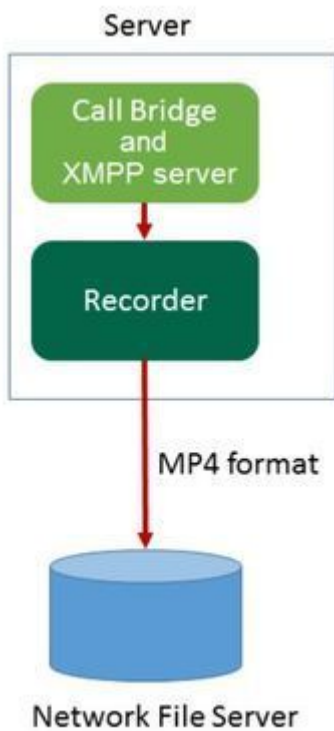 Server
Call Bridge
and
XMPP server
Recorder
MP4 format
Network File Server